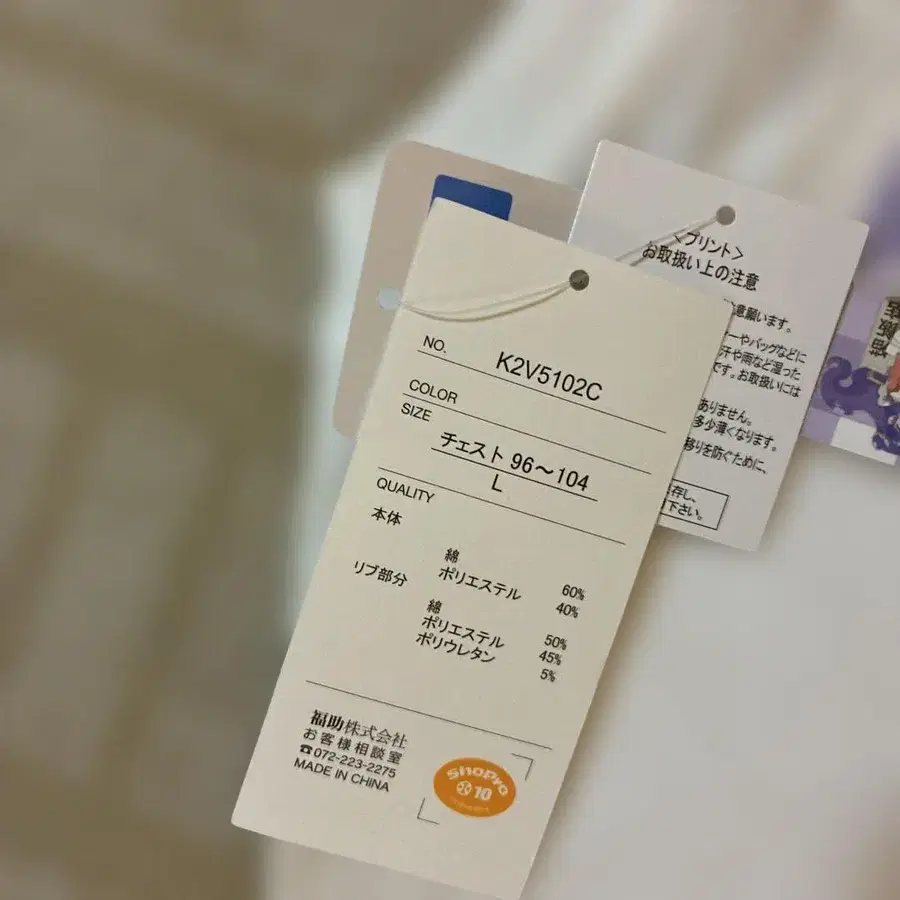 NO. K2V5102C
COLOR
SIZE
チェスト 96〜104
L
QUALITY
本体
綿 60%
ポリエステル 40%
リブ部分
綿 50%
ポリエステル 45%
ポリウレタン 5%
福助株式会社
お客様相談室
☎072-223-2275
MADE IN CHINA
ShoPro
10
〈プリント〉
お取扱い上の注意
意願います。
ーやバッグなどに
汗や雨など湿った
です。お取扱いには
ありません。
多少薄くなります。
移りを防ぐために、
存し、
下さい。